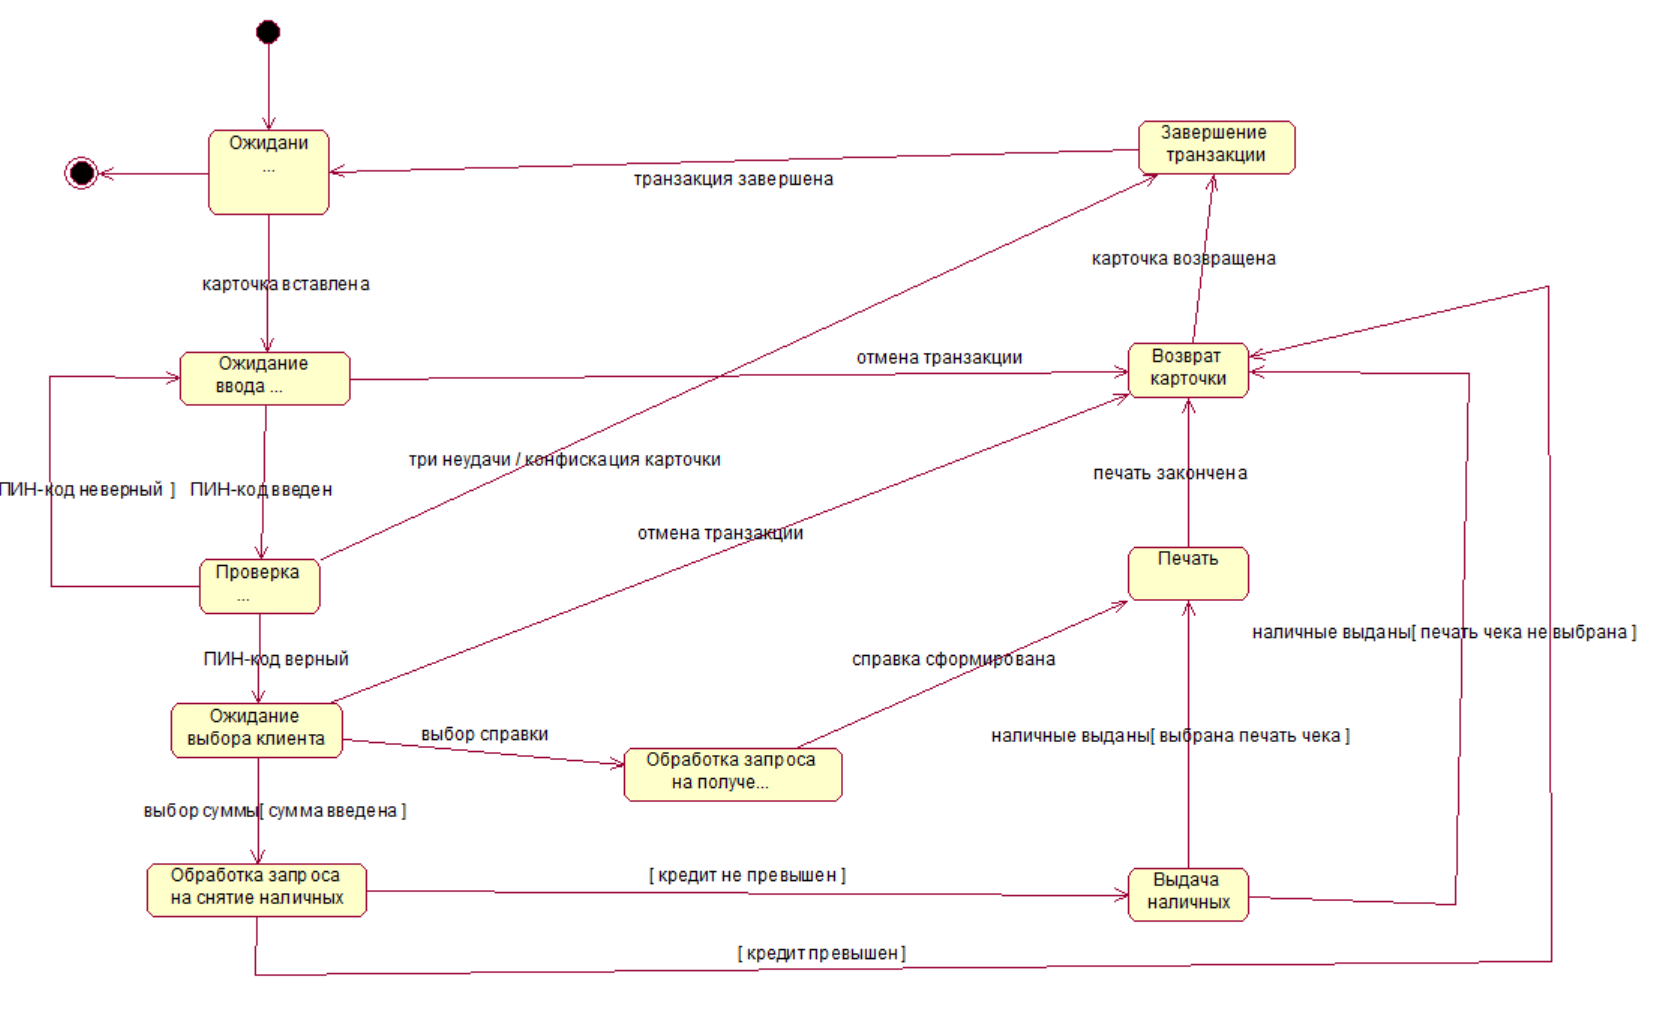 Ожидани
...
Завершение
транзакции
транзакция завершена
карточка возвращена
карточка вставлена
Ожидание
ввода ...
отмена транзакции
Возврат
карточки
три неудачи / конфискация карточки
печать закончена
ПИН-код неверный ]
ПИН-код введен
отмена транзакции
Проверка
...
Печать
наличные выданы[ печать чека не выбрана ]
ПИН-код верный
справка сформирована
Ожидание
выбора клиента
выбор справки
наличные выданы[ выбрана печать чека ]
Обработка запроса
на получе...
выбор суммы[ сумма введена ]
Обработка запроса
на снятие наличных
[ кредит не превышен ]
Выдача
наличных
[ кредит превышен ]